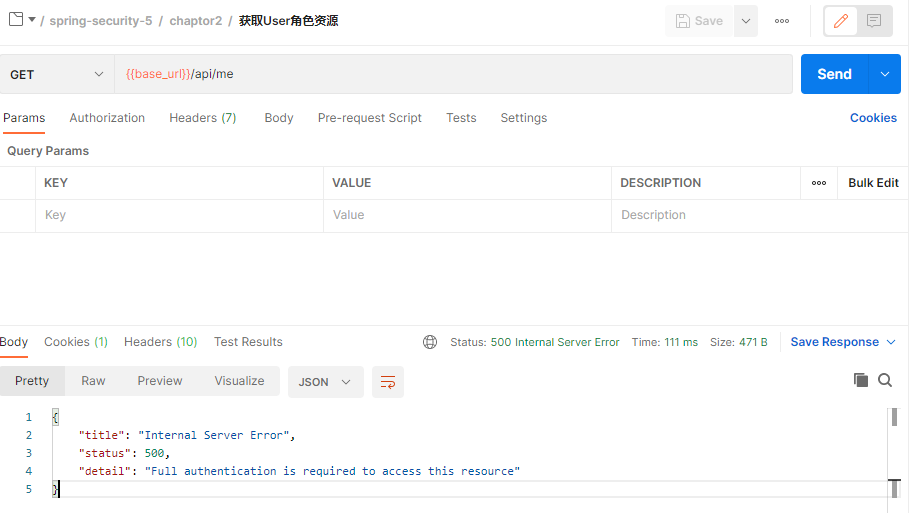 / spring-security-5 / chaptor2 / 获取User角色资源 Save
GET {{base_url}}/api/me Send
Params Authorization Headers (7) Body Pre-request Script Tests Settings Cookies
Query Params
KEY VALUE DESCRIPTION Bulk Edit
Key Value Description
Body Cookies (1) Headers (10) Test Results Status: 500 Internal Server Error Time: 111 ms Size: 471 B Save Response
Pretty Raw Preview Visualize JSON
1 {
2 "title": "Internal Server Error",
3 "status": 500,
4 "detail": "Full authentication is required to access this resource"
5 }